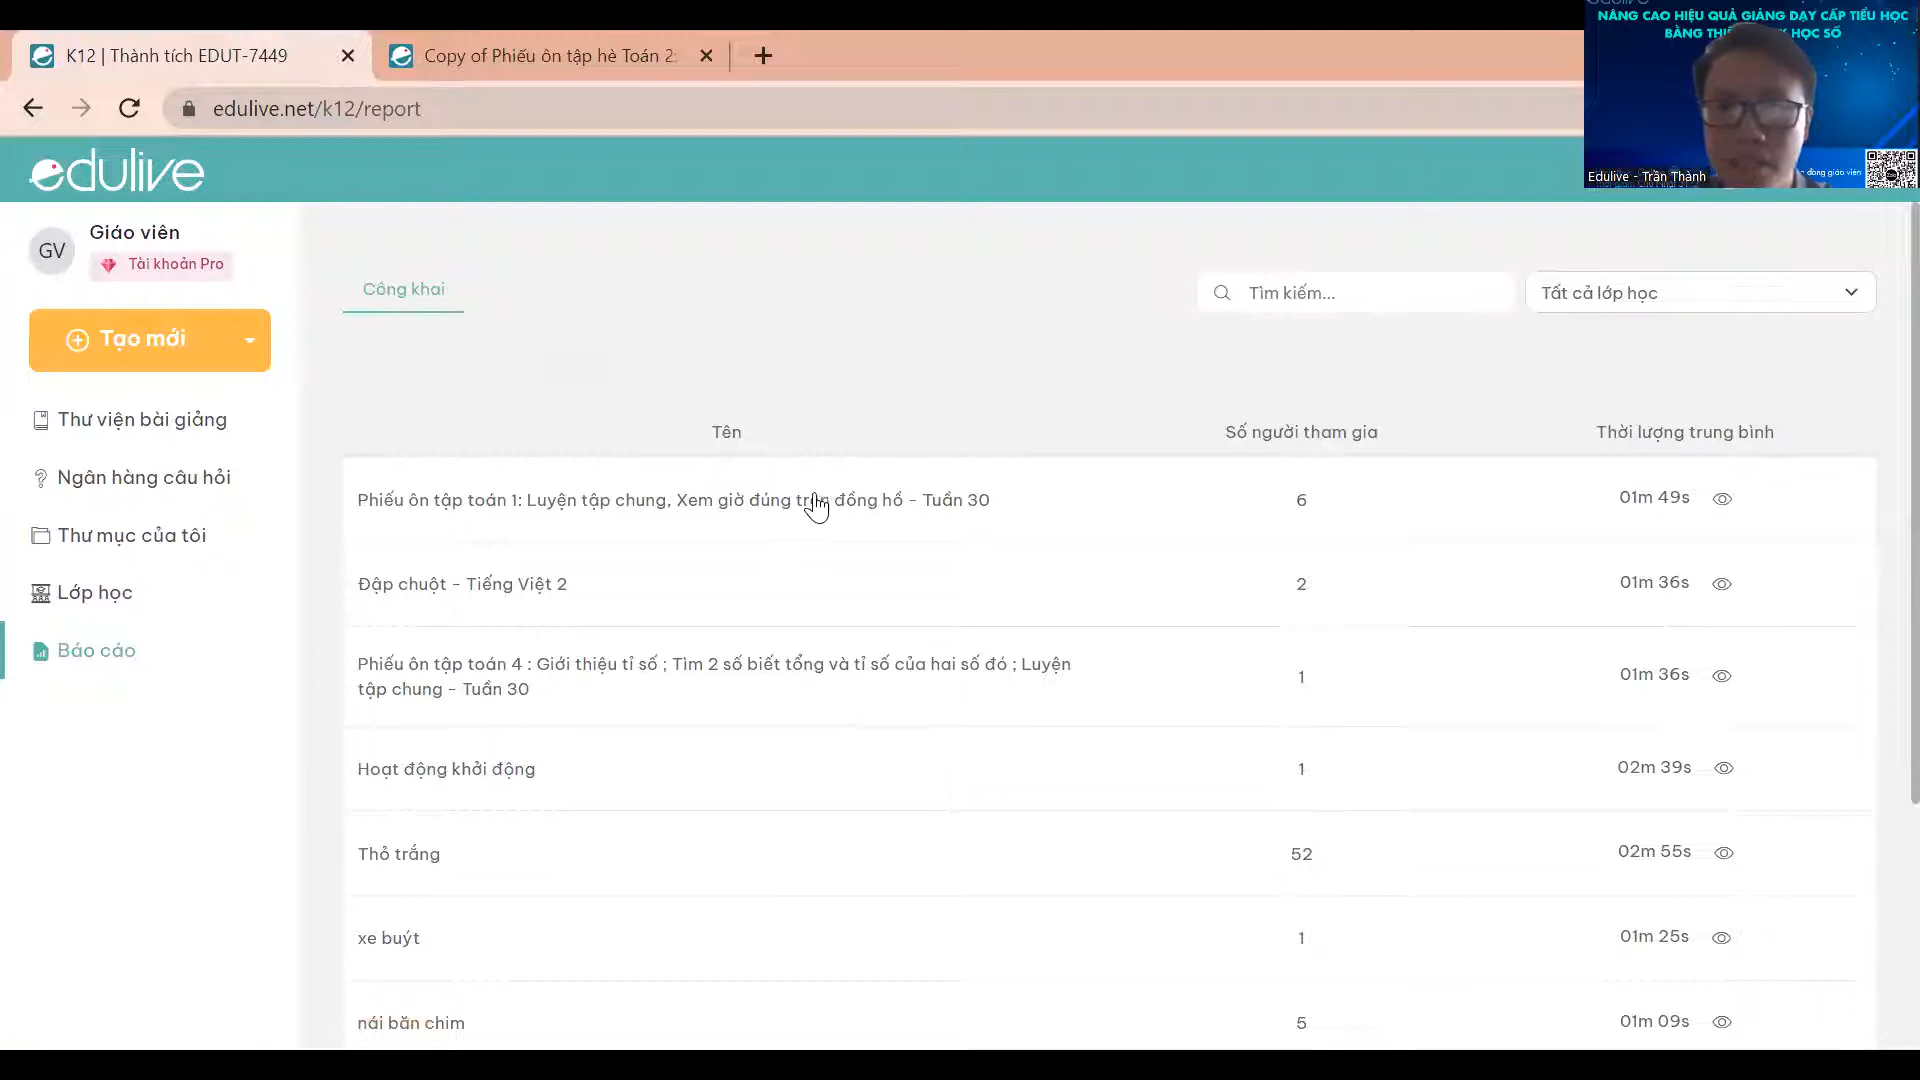 K12 | Thành tích EDUT-7449
Copy of Phiếu ôn tập hè Toán 2:
edulive.net/k12/report
edulive
NÂNG CAO HIỆU QUẢ GIẢNG DẠY CẤP TIỂU HỌC
BẰNG HỌC SỐ
Edulive - Trần Thành
đồng giáo viên
GV
Giáo viên
Tài khoản Pro
Tạo mới
Thư viện bài giảng
Ngân hàng câu hỏi
Thư mục của tôi
Lớp học
Báo cáo
Công khai
Tìm kiếm...
Tất cả lớp học
Tên
Số người tham gia
Thời lượng trung bình
Phiếu ôn tập toán 1: Luyện tập chung, Xem giờ đúng trên đồng hồ - Tuần 30
6
01m 49s
Đập chuột - Tiếng Việt 2
2
01m 36s
Phiếu ôn tập toán 4 : Giới thiệu tỉ số ; Tìm 2 số biết tổng và tỉ số của hai số đó ; Luyện
tập chung - Tuần 30
1
01m 36s
Hoạt động khởi động
1
02m 39s
Thỏ trắng
52
02m 55s
xe buýt
1
01m 25s
nái băn chim
5
01m 09s